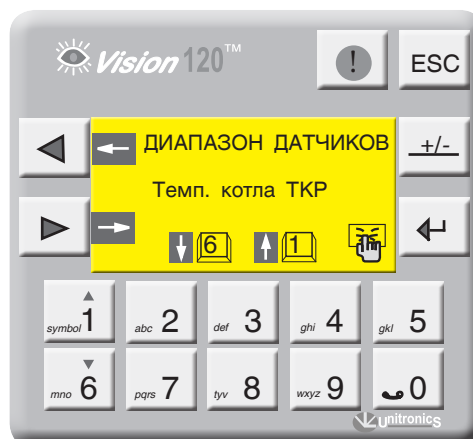 Vision 120™
! ESC
ДИАПАЗОН ДАТЧИКОВ
+/-
Темп. котла ТКР
6 1
symbol 1 abc 2 def 3 ghi 4 gkl 5
mno 6 pqrs 7 tyv 8 wxyz 9 0
Unitronics